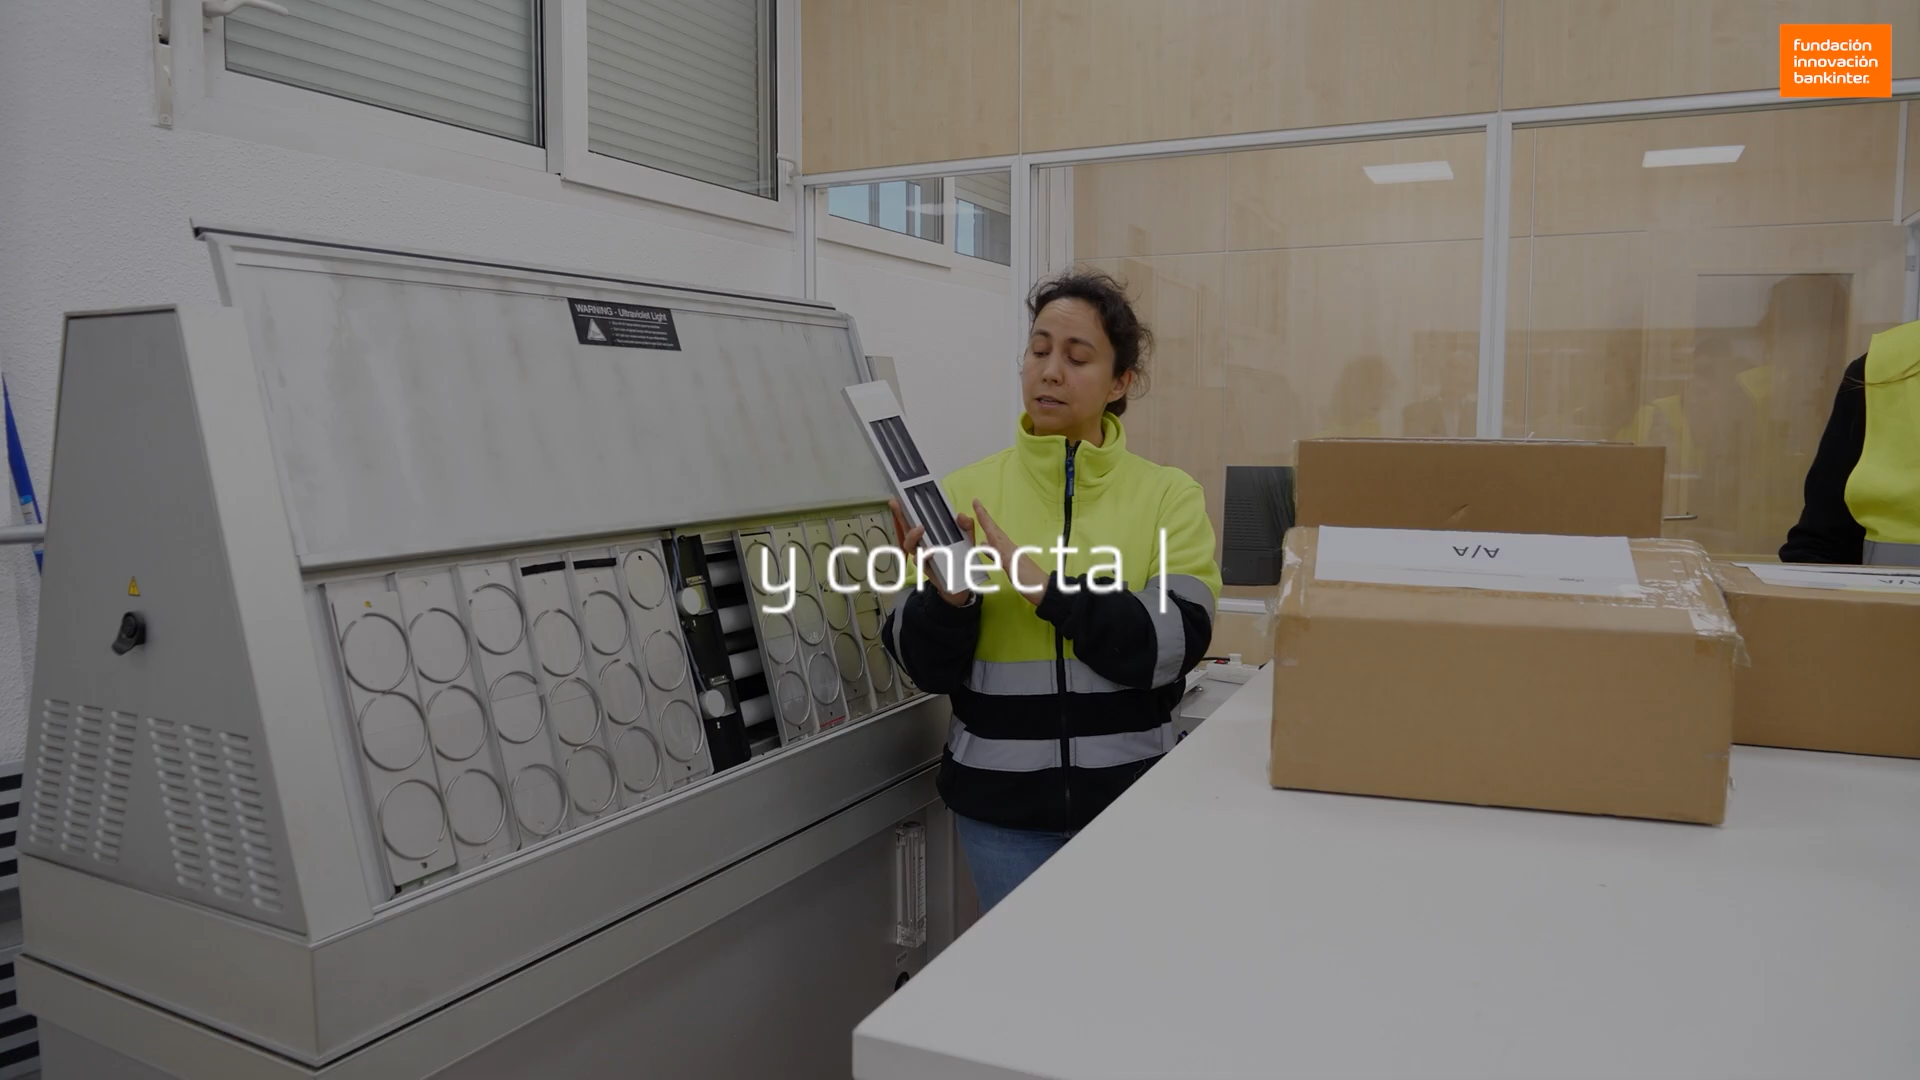 fundación
innovación
bankinter.
WARNING - Ultraviolet Light
y conecta |
A/A
A/A